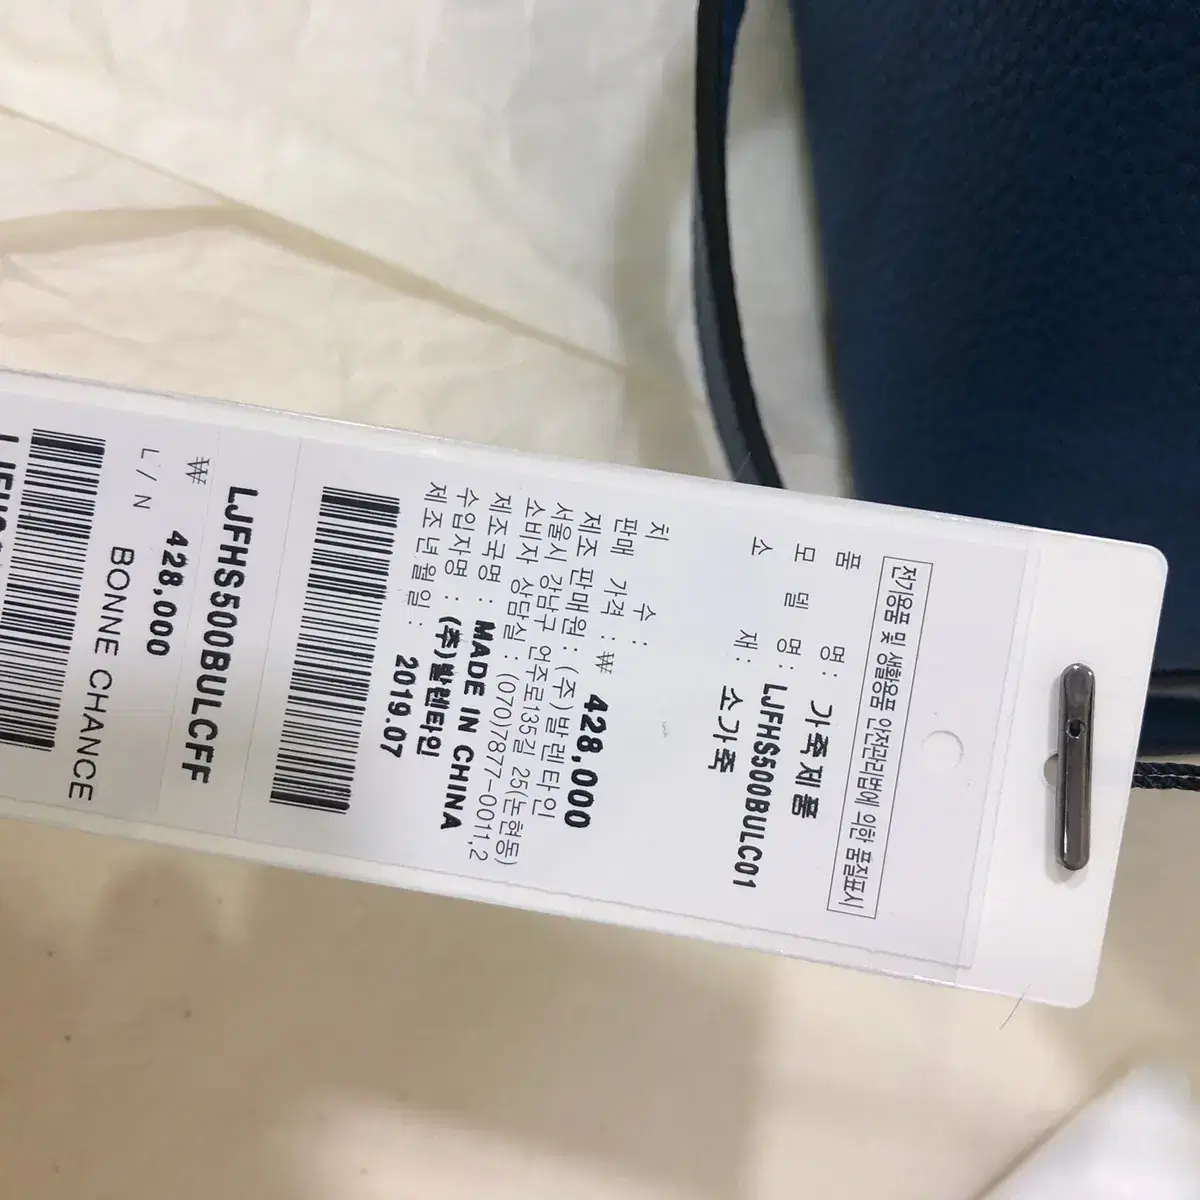 전기용품 및 생활용품 안전관리법에 의한 품질표시
품 명 : 가죽제품
모 델 명 : LJFHS500BULC01
소 재 : 소가죽
치 수 :
판매 가격 : ₩ 428,000
제조 판매원 : (주)발렌타인
서울시 강남구 언주로135길 25(논현동)
소비자 상담실 : (070)7877-0011,2
제조국명 : MADE IN CHINA
수입자명 : (주)발렌타인
제조년월일 : 2019.07
LJFHS500BULCFF
₩ 428,000
L/N BONNE CHANCE